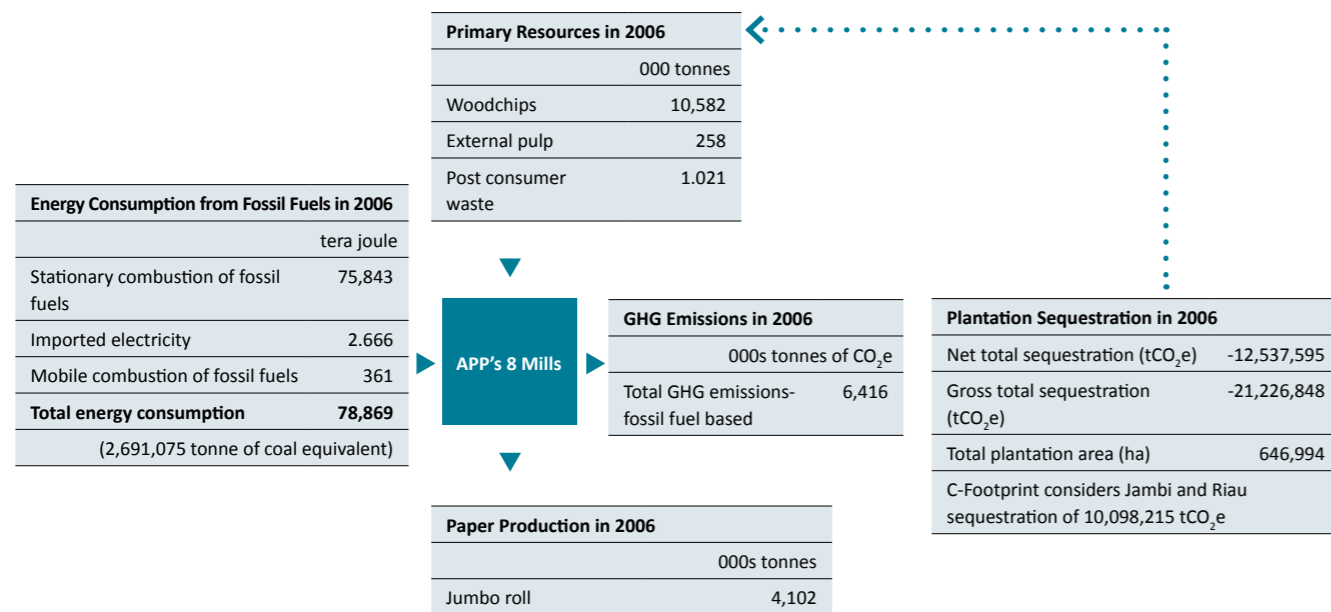 Primary Resources in 2006
000 tonnes
Woodchips 10,582
External pulp 258
Post consumer 1.021
waste
Energy Consumption from Fossil Fuels in 2006
tera joule
Stationary combustion of fossil 75,843
fuels
Imported electricity 2.666
Mobile combustion of fossil fuels 361
Total energy consumption 78,869
(2,691,075 tonne of coal equivalent)
APP's 8 Mills
GHG Emissions in 2006
000s tonnes of CO₂e
Total GHG emissions- 6,416
fossil fuel based
Plantation Sequestration in 2006
Net total sequestration (tCO₂e) -12,537,595
Gross total sequestration -21,226,848
(tCO₂e)
Total plantation area (ha) 646,994
C-Footprint considers Jambi and Riau
sequestration of 10,098,215 tCO₂e
Paper Production in 2006
000s tonnes
Jumbo roll 4,102